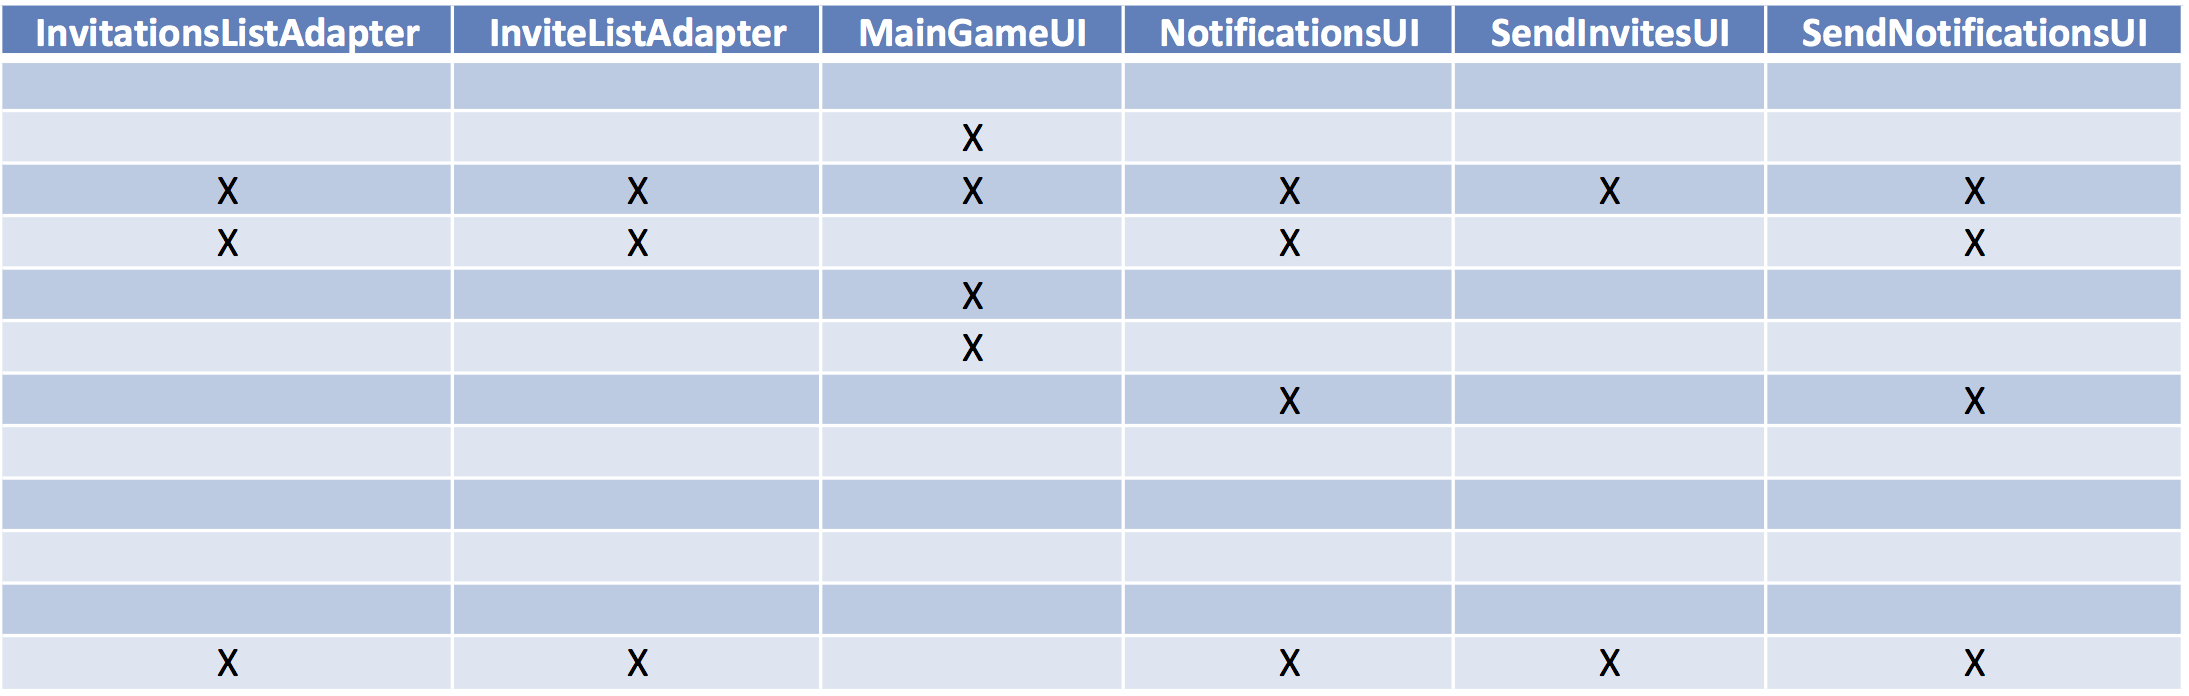 InvitationsListAdapter InviteListAdapter MainGameUI NotificationsUI SendInvitesUI SendNotificationsUI
X
X X X X X X
X X X X
X
X
X X
X X X X X